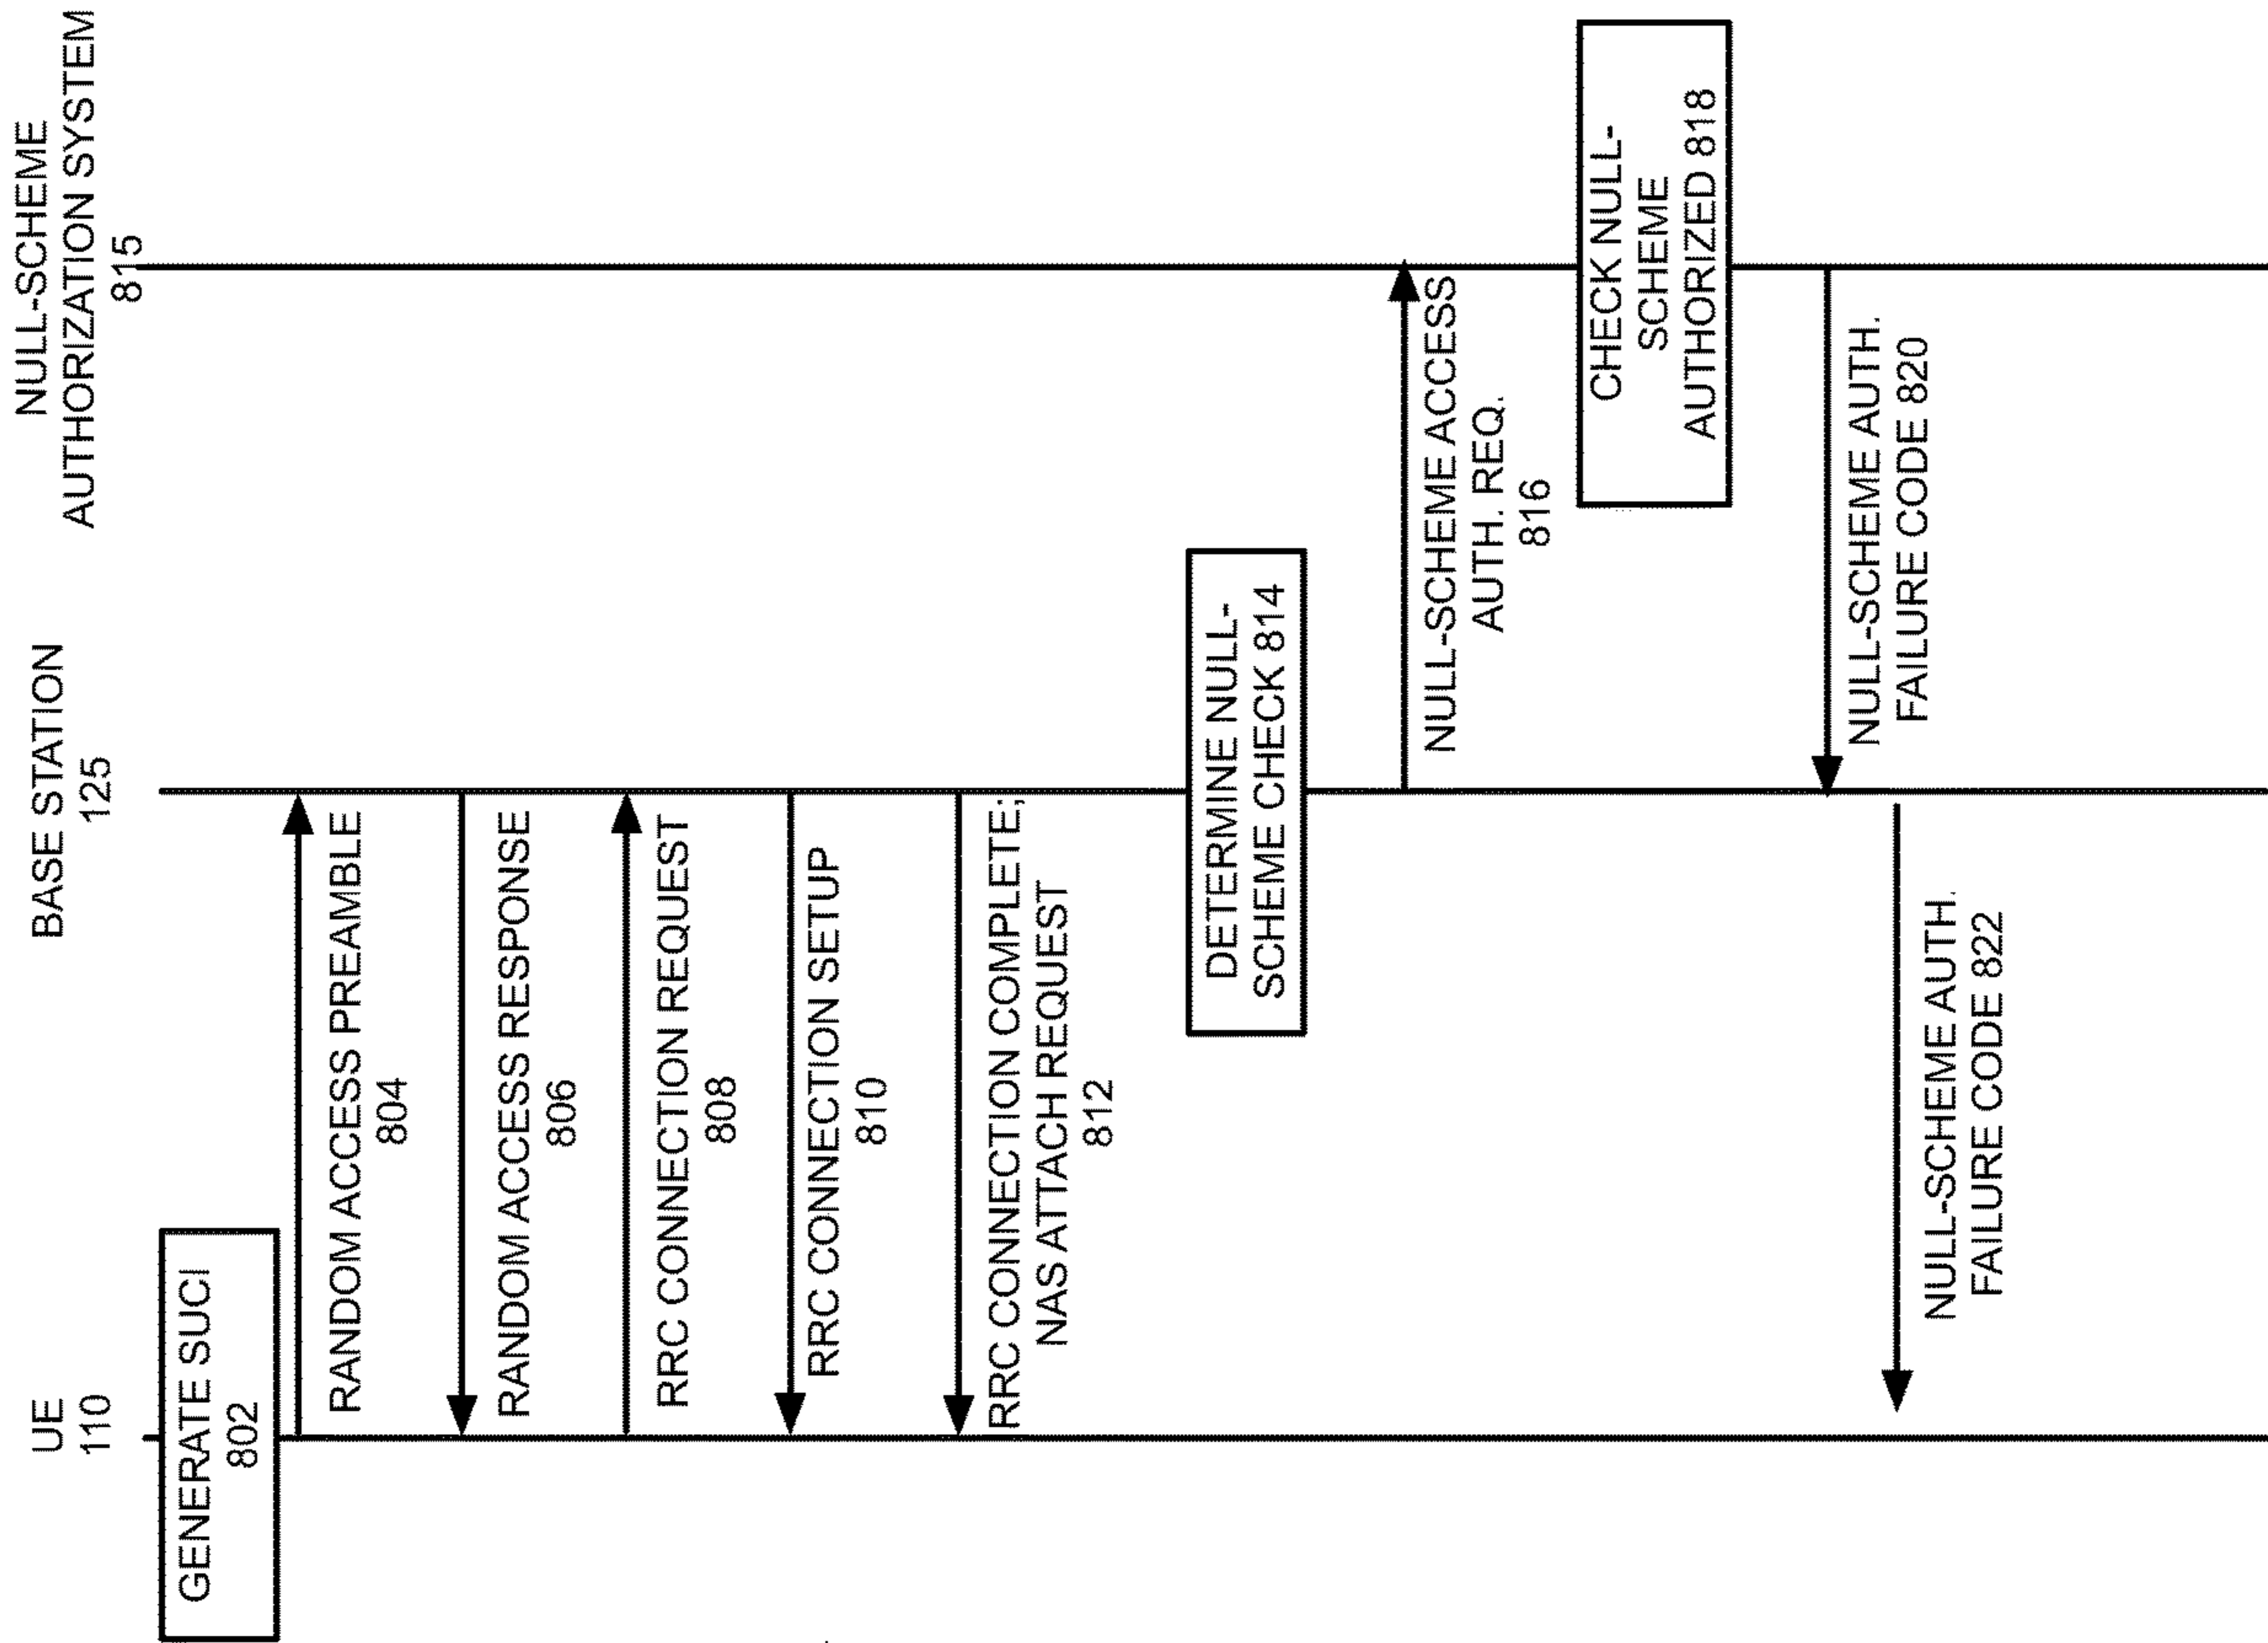 UE
110
BASE STATION
125
NULL-SCHEME
AUTHORIZATION SYSTEM
815
GENERATE SUCI
802
RANDOM ACCESS PREAMBLE
804
RANDOM ACCESS RESPONSE
806
RRC CONNECTION REQUEST
808
RRC CONNECTION SETUP
810
RRC CONNECTION COMPLETE;
NAS ATTACH REQUEST
812
DETERMINE NULL-
SCHEME CHECK 814
NULL-SCHEME ACCESS
AUTH. REQ.
816
CHECK NULL-
SCHEME
AUTHORIZED 818
NULL-SCHEME AUTH.
FAILURE CODE 820
NULL-SCHEME AUTH.
FAILURE CODE 822